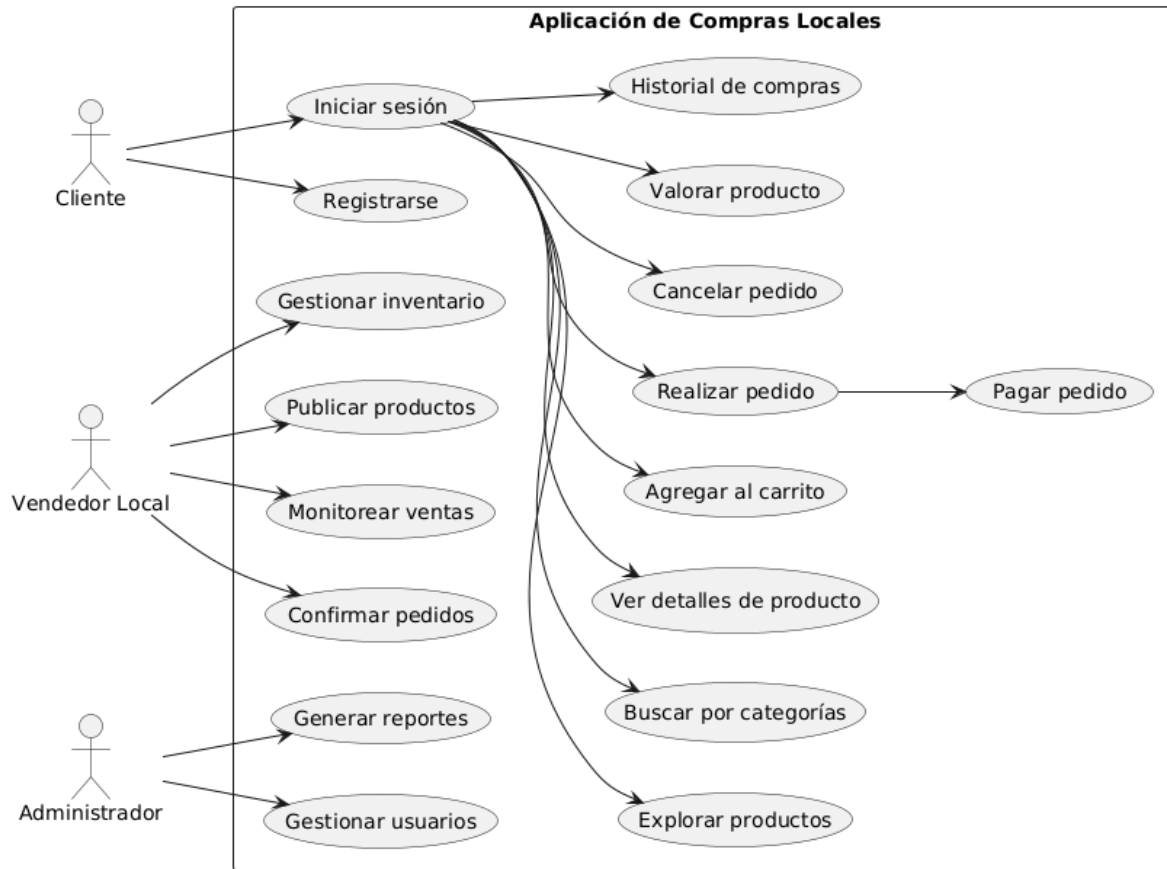 Aplicación de Compras Locales
Historial de compras
Iniciar sesión
Cliente
Valorar producto
Registrarse
Cancelar pedido
Gestionar inventario
Realizar pedido
Pagar pedido
Publicar productos
Vendedor Local
Agregar al carrito
Monitorear ventas
Ver detalles de producto
Confirmar pedidos
Buscar por categorías
Generar reportes
Administrador
Gestionar usuarios
Explorar productos